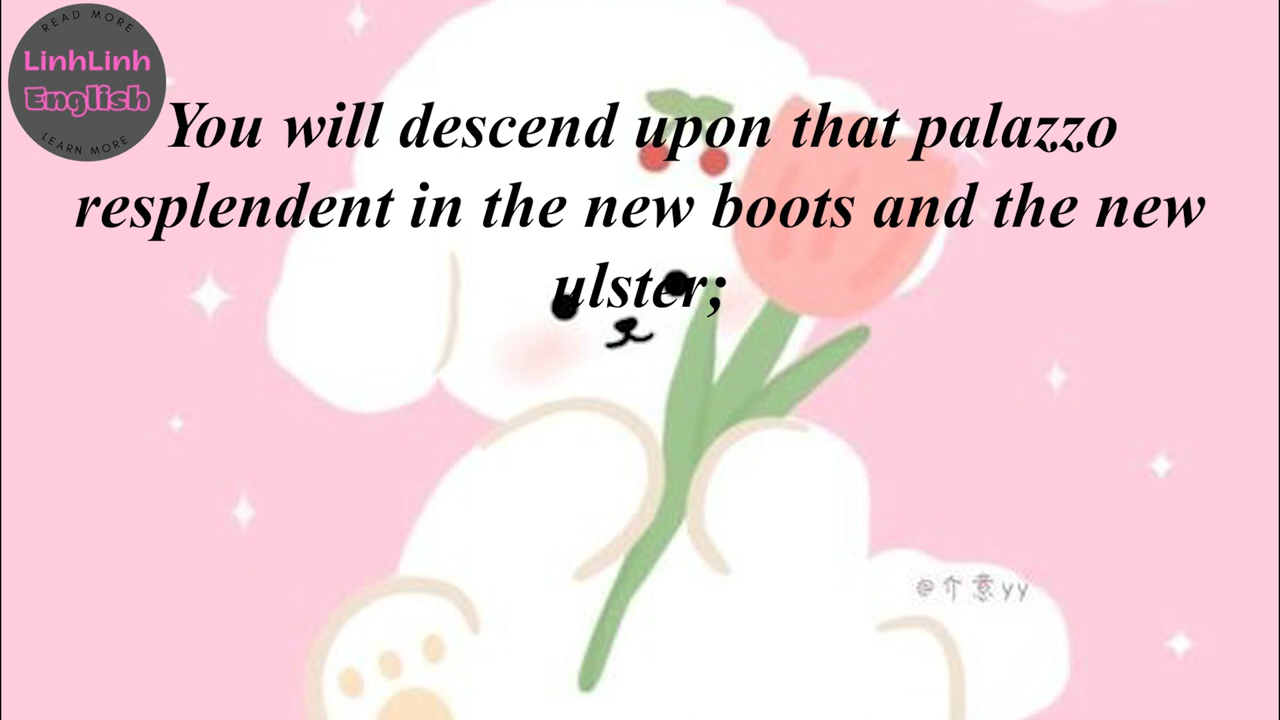 READ MORE
LinhLinh
English
LEARN MORE
You will descend upon that palazzo
resplendent in the new boots and the new
ulster;
@介意yy